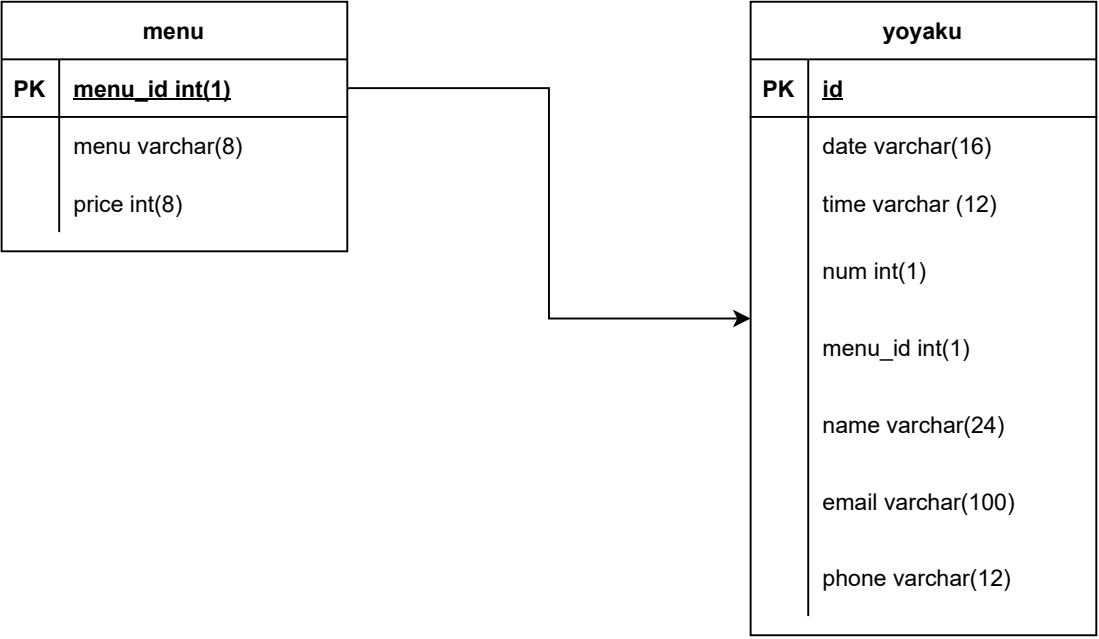 menu
PK menu_id int(1)
menu varchar(8)
price int(8)
yoyaku
PK id
date varchar(16)
time varchar (12)
num int(1)
menu_id int(1)
name varchar(24)
email varchar(100)
phone varchar(12)